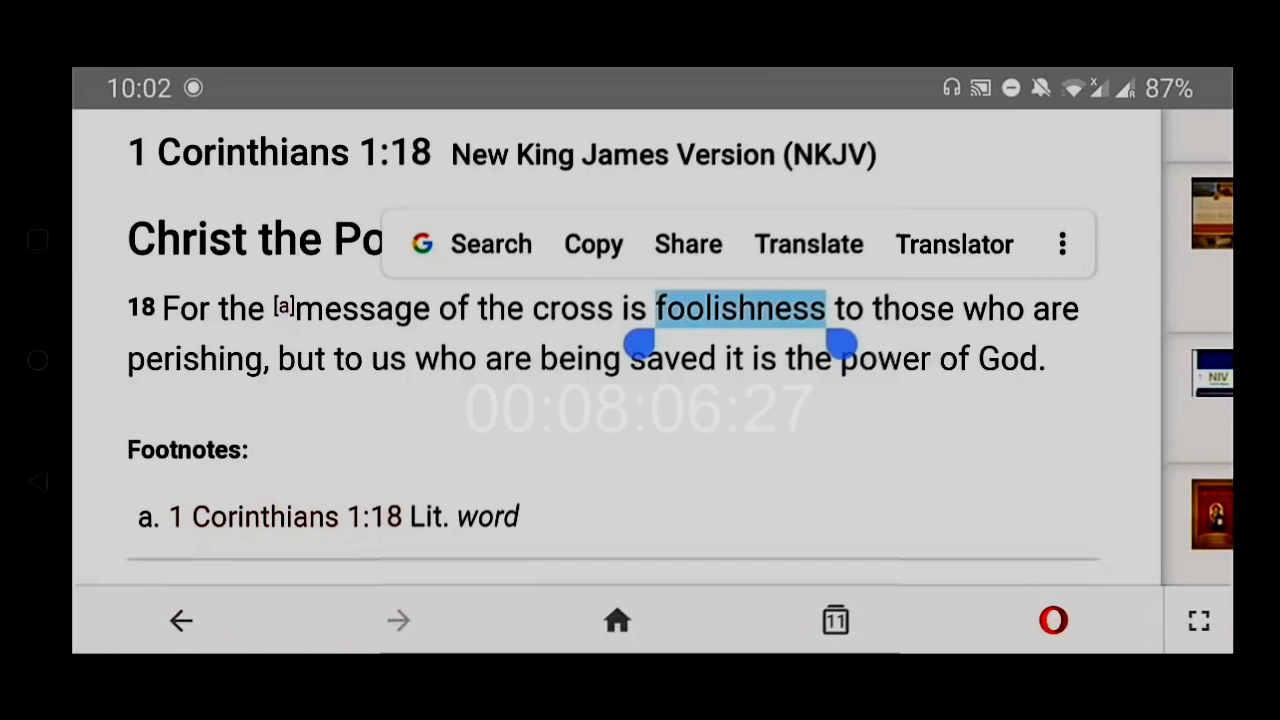 10:02 87%
1 Corinthians 1:18 New King James Version (NKJV)
Christ the Po
G Search Copy Share Translate Translator
18 For the [a]message of the cross is foolishness to those who are
perishing, but to us who are being saved it is the power of God.
00:08:06:27
Footnotes:
a. 1 Corinthians 1:18 Lit. word
NIV
11